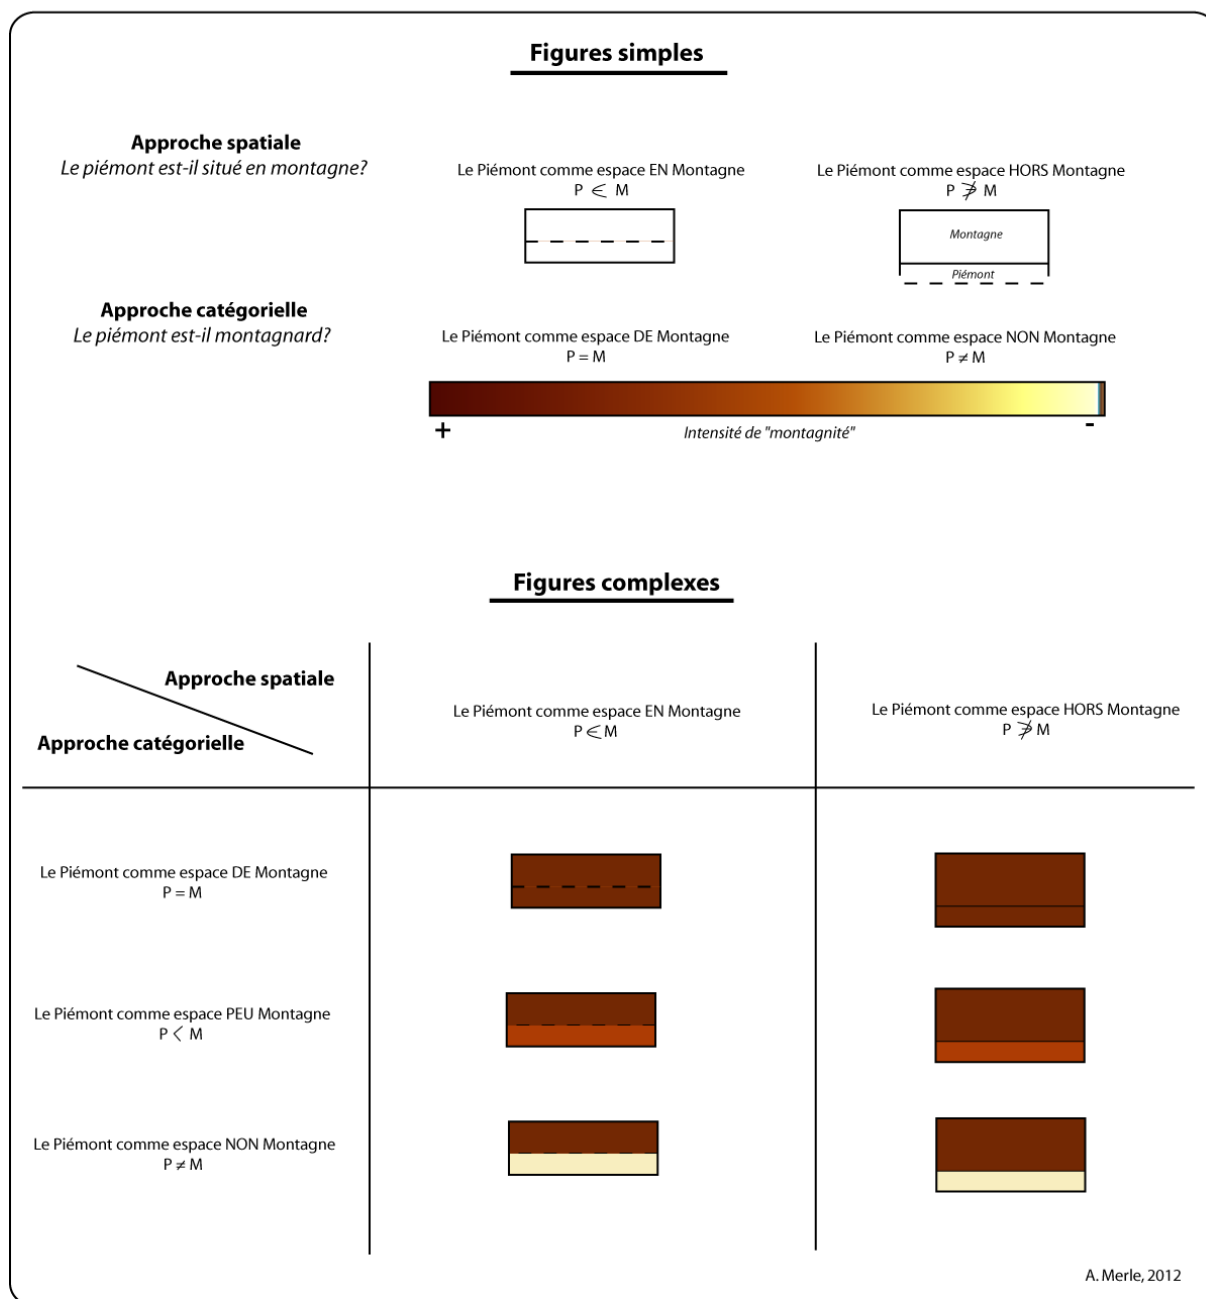 Figures simples
Approche spatiale
Le piémont est-il situé en montagne?
Le Piémont comme espace EN Montagne
P ∈ M
Le Piémont comme espace HORS Montagne
P ∌ M
Montagne
Piémont
Approche catégorielle
Le piémont est-il montagnard?
Le Piémont comme espace DE Montagne
P = M
Le Piémont comme espace NON Montagne
P ≠ M
+
Intensité de "montagnité"
-
Figures complexes
Approche spatiale
Approche catégorielle
Le Piémont comme espace EN Montagne
P ∈ M
Le Piémont comme espace HORS Montagne
P ∌ M
Le Piémont comme espace DE Montagne
P = M
Le Piémont comme espace PEU Montagne
P < M
Le Piémont comme espace NON Montagne
P ≠ M
A. Merle, 2012